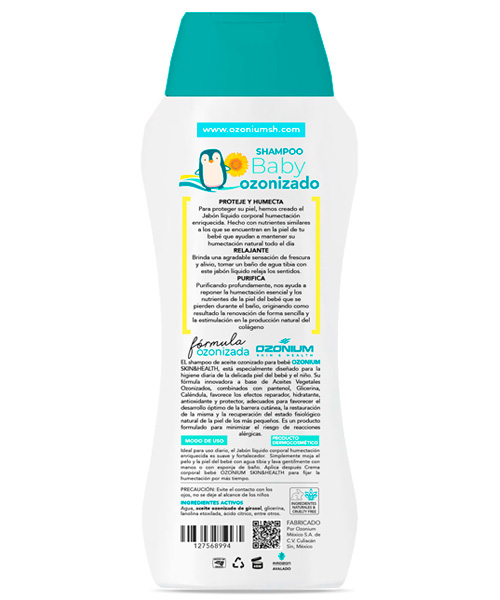 www.ozoniumsh.com
SHAMPOO
Baby
ozonizado
PROTEJE Y HUMECTA
Para proteger su piel, hemos creado el
Jabón líquido corporal humectación
enriquecida. Hecho con nutrientes similares
a los que se encuentran en la piel de tu
bebé que ayudan a mantener su
humectación natural todo el día
RELAJANTE
Brinda una agradable sensación de frescura
y alivio, tomar un baño de agua tibia con
este jabón líquido relaja los sentidos.
PURIFICA
Purificando profundamente, nos ayuda a
reponer la humectación esencial y los
nutrientes de la piel del bebé que se
pierden durante el baño, originando como
resultado la renovación de forma sencilla y
la estimulación en la producción natural del
colágeno
fórmula
ozonizada
OZONIUM
SKIN & HEALTH
EL shampoo de aceite ozonizado para bebé OZONIUM
SKIN&HEALTH, está especialmente diseñado para la
higiene diaria de la delicada piel del bebé y el niño. Su
fórmula innovadora a base de Aceites Vegetales
Ozonizados, combinados con pantenol, Glicerina,
Caléndula, favorece los efectos reparador, hidratante,
antioxidante y protector, adecuados para favorecer el
desarrollo óptimo de la barrera cutánea, la restauración
de la misma y la recuperación del estado fisiológico
natural de la piel de los más pequeños. Es un producto
formulado para minimizar el riesgo de reacciones
alérgicas.
MODO DE USO
PRODUCTO
DERMOCOSMÉTICO
Ideal para uso diario, el Jabón líquido corporal humectación
enriquecida es suave y fortalecedor. Simplemente moja el
pelo y la piel del bebé con agua tibia y lava gentilmente con
manos o con esponja de baño. Aplica después Crema
corporal bebé OZONIUM SKIN&HEALTH para fijar la
humectación por más tiempo.
PRECAUCIÓN: Evite el contacto con los
ojos, no se deje al alcance de los niños
INGREDIENTES ACTIVOS
Agua, aceite ozonizado de girasol, glicerina,
lanolina etoxilada, ácido cítrico, entre otros.
INGREDIENTES
NATURALES &
CRUELTY FREE
127568994
FABRICADO
Por Ozonium
México S.A. de
C.V. Culiacán
Sin, México
AVALADO